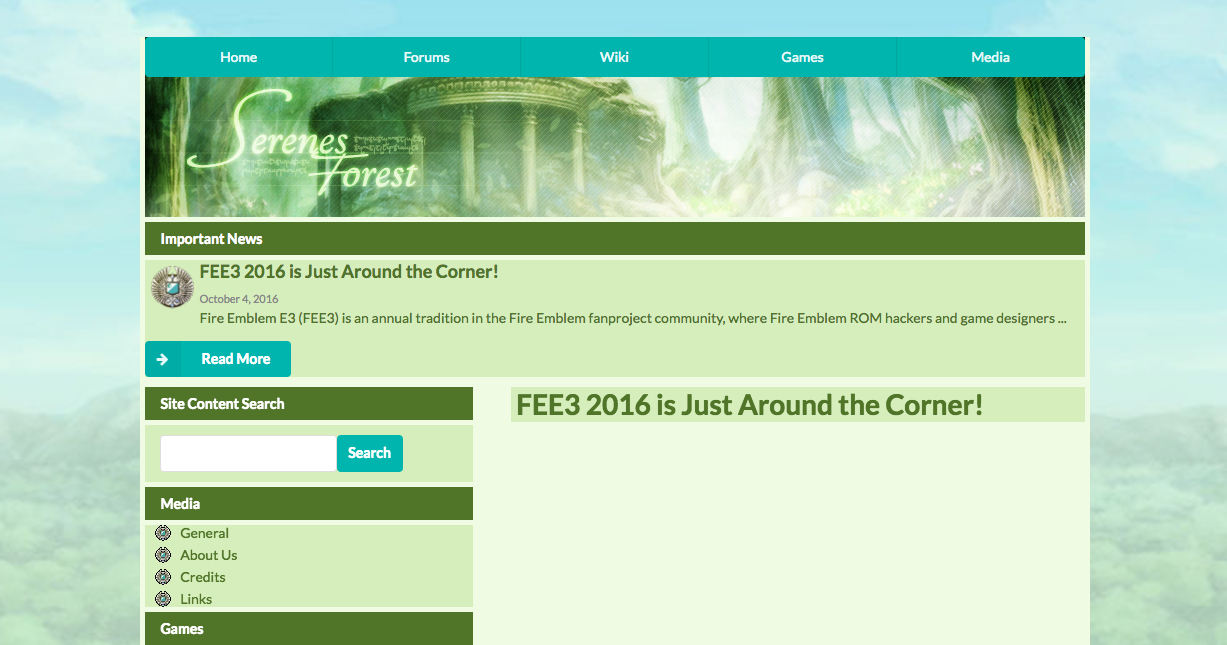 Home
Forums
Wiki
Games
Media
Serenes
Forest
Important News
FEE3 2016 is Just Around the Corner!
October 4, 2016
Fire Emblem E3 (FEE3) is an annual tradition in the Fire Emblem fanproject community, where Fire Emblem ROM hackers and game designers ...
Read More
Site Content Search
Search
FEE3 2016 is Just Around the Corner!
Media
General
About Us
Credits
Links
Games